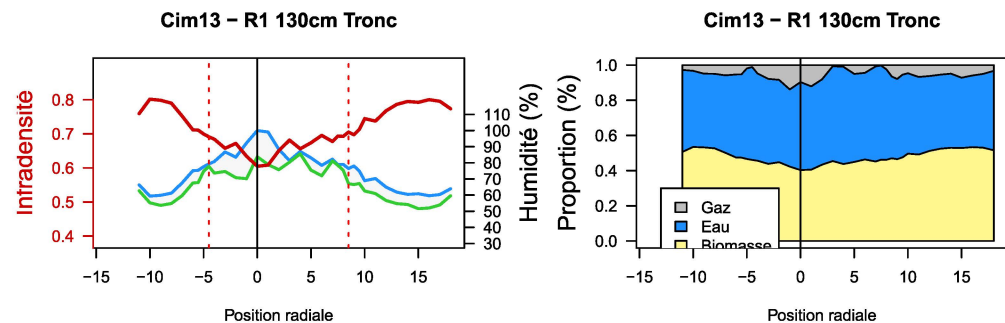 Cim13 − R1 130cm Tronc
Infradensité
0.8
0.7
0.6
0.5
0.4
110
100
90
80
70
60
50
40
30
Humidité (%)
−15 −10 −5 0 5 10 15
Position radiale
Cim13 − R1 130cm Tronc
Proportion (%)
1.0
0.8
0.6
0.4
0.2
0.0
Gaz
Eau
Biomasse
−15 −10 −5 0 5 10 15
Position radiale